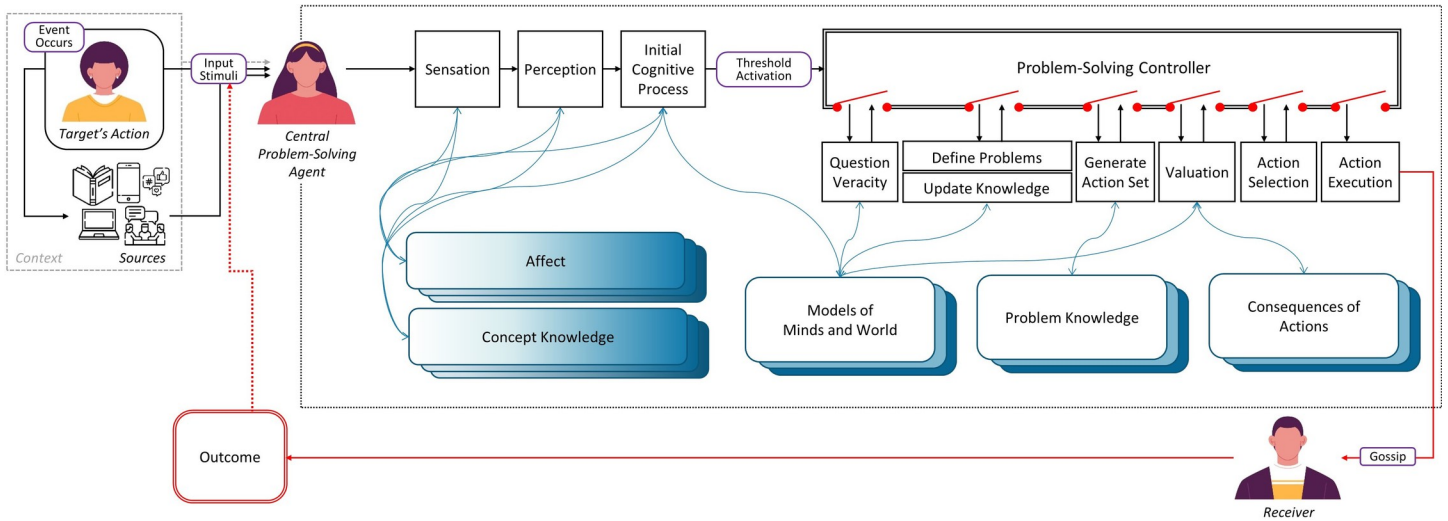 Event
Occurs
Target's Action
Context
Sources
Input
Stimuli
Central
Problem-Solving
Agent
Sensation
Perception
Initial
Cognitive
Process
Threshold
Activation
Problem-Solving Controller
Question
Veracity
Define Problems
Update Knowledge
Generate
Action Set
Valuation
Action
Selection
Action
Execution
Affect
Concept Knowledge
Models of
Minds and World
Problem Knowledge
Consequences of
Actions
Outcome
Gossip
Receiver